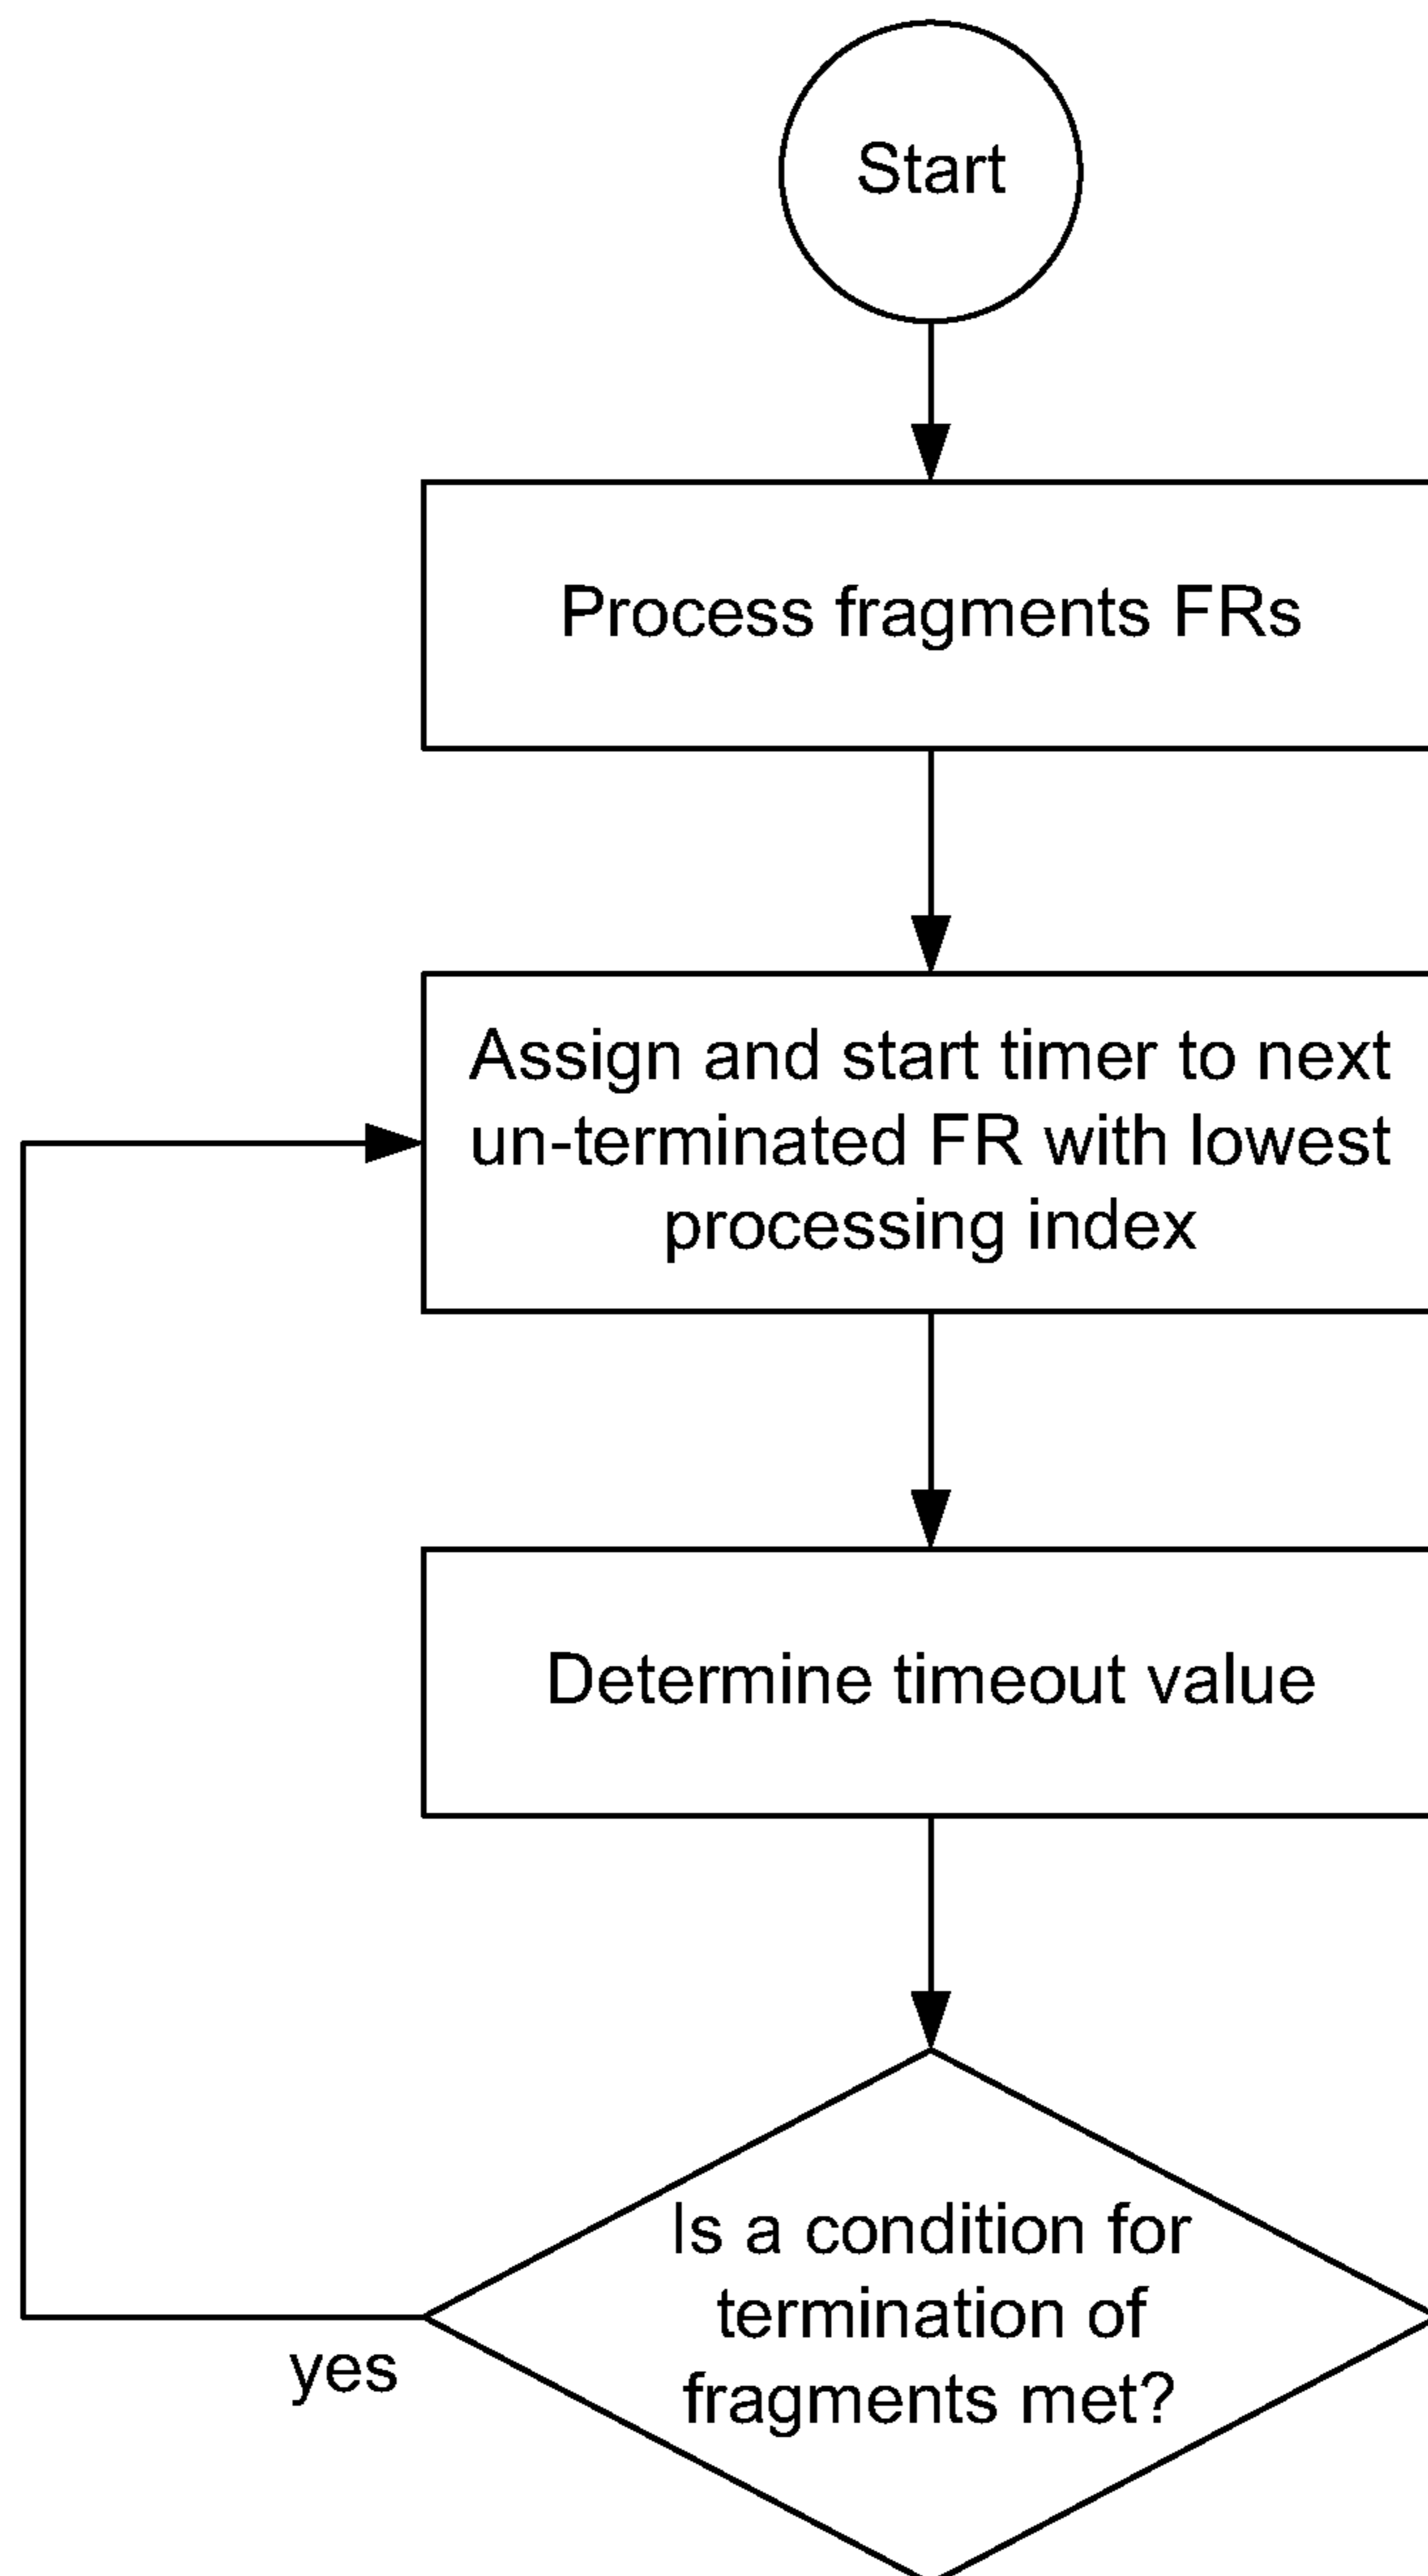 Start
Process fragments FRs
Assign and start timer to next
un-terminated FR with lowest
processing index
Determine timeout value
Is a condition for
termination of
fragments met?
yes